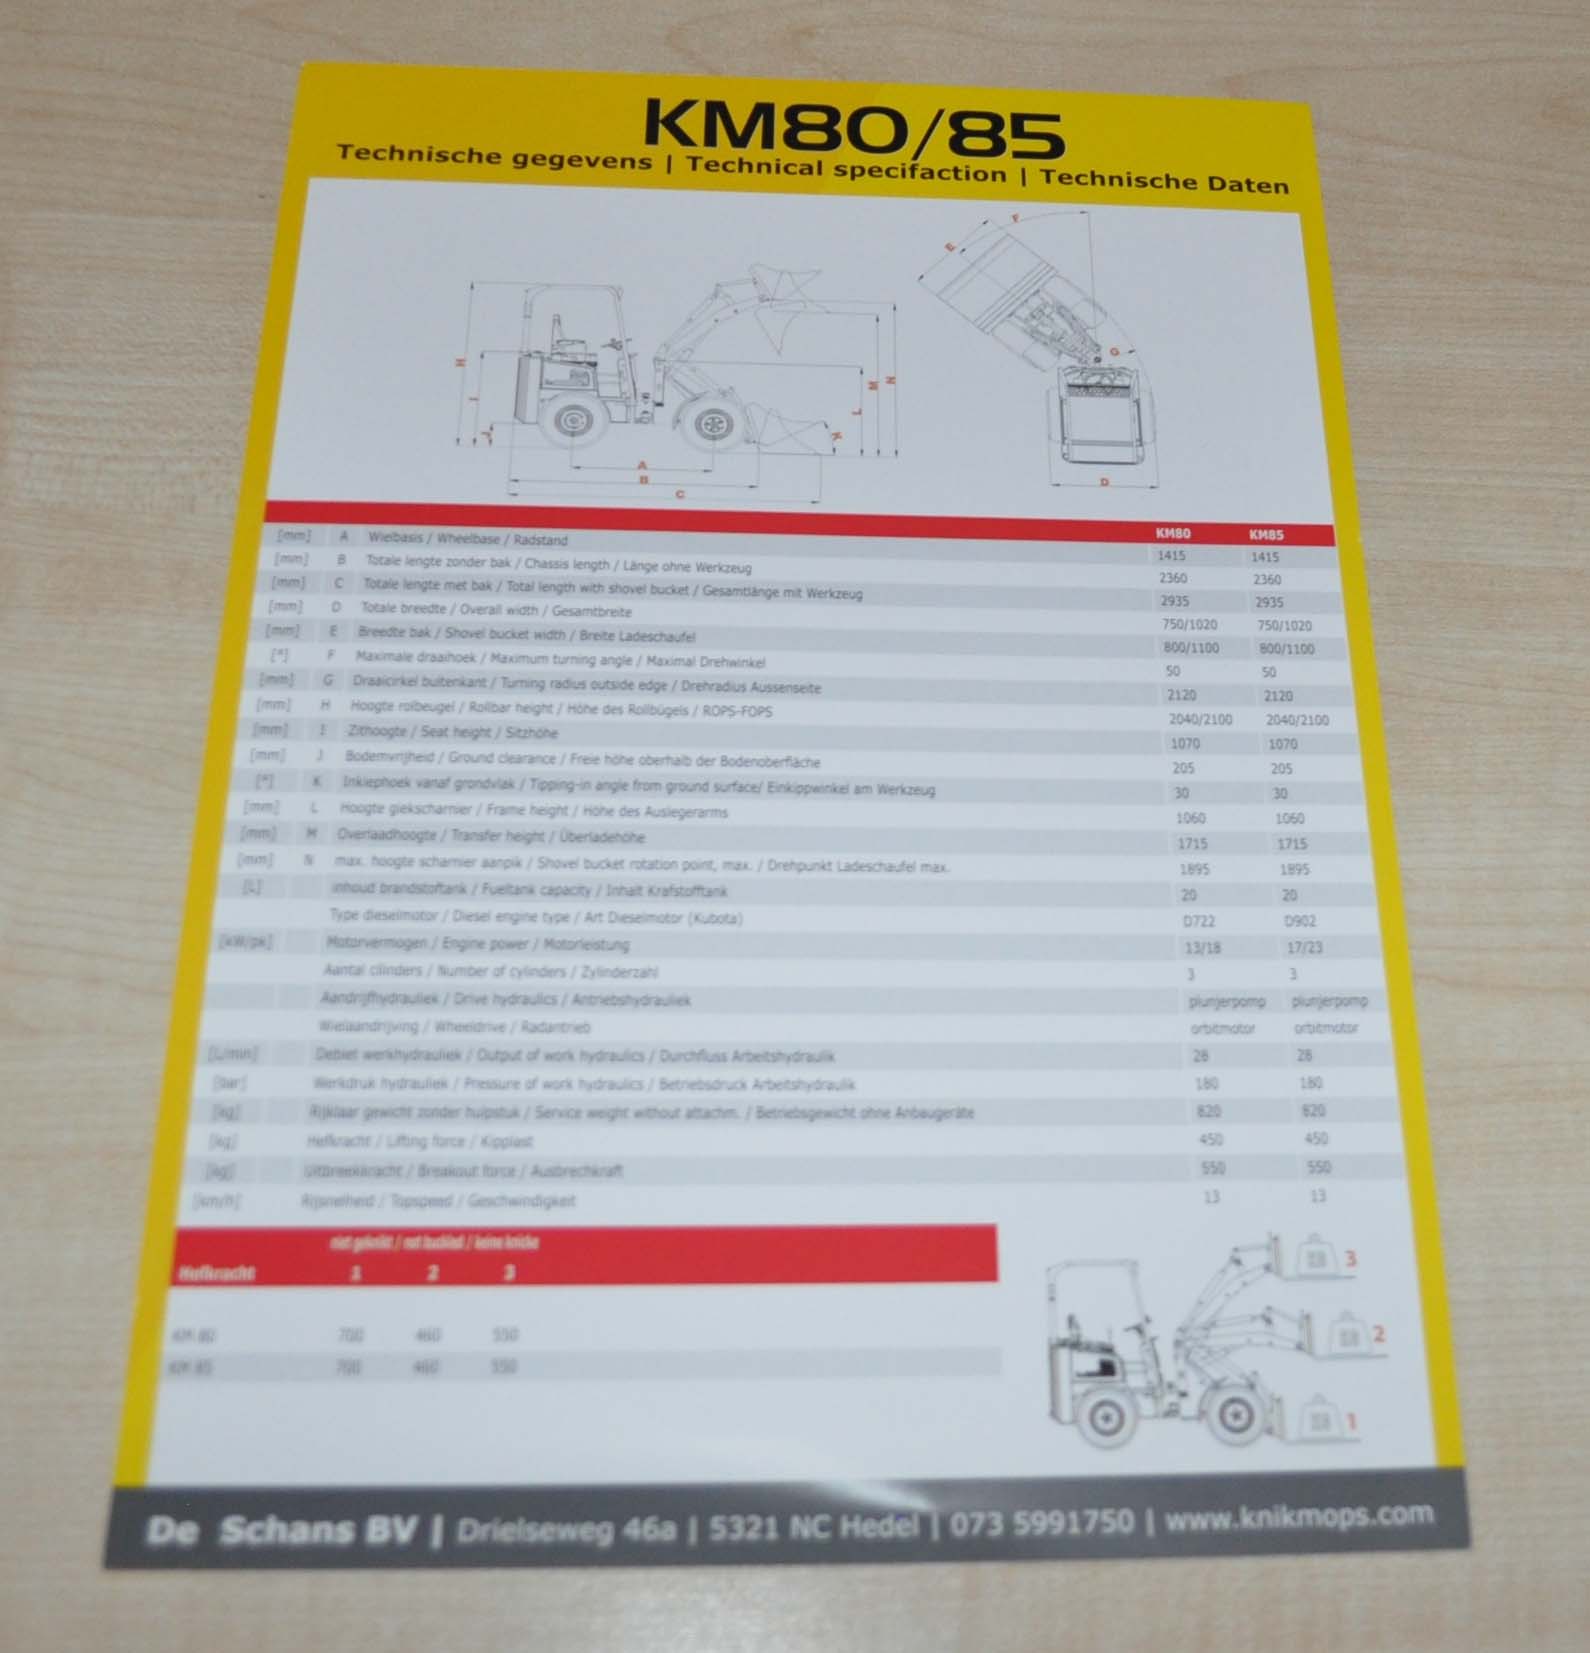 KM80/85
Technische gegevens | Technical specifaction | Technische Daten
F
E
G
H
I
J
L
M
N
K
A
B
C
D
KM80 KM85
[mm] A Wielbasis / Wheelbase / Radstand 1415 1415
[mm] B Totale lengte zonder bak / Chassis length / Länge ohne Werkzeug 2360 2360
[mm] C Totale lengte met bak / Total length with shovel bucket / Gesamtlänge mit Werkzeug 2935 2935
[mm] D Totale breedte / Overall width / Gesamtbreite 750/1020 750/1020
[mm] E Breedte bak / Shovel bucket width / Breite Ladeschaufel 800/1100 800/1100
[°] F Maximale draaihoek / Maximum turning angle / Maximal Drehwinkel 50 50
[mm] G Draaicirkel buitenkant / Turning radius outside edge / Drehradius Aussenseite 2120 2120
[mm] H Hoogte rolbeugel / Rollbar height / Höhe des Rollbügels / ROPS-FOPS 2040/2100 2040/2100
[mm] I Zithoogte / Seat height / Sitzhöhe 1070 1070
[mm] J Bodemvrijheid / Ground clearance / Freie höhe oberhalb der Bodenoberfläche 205 205
[°] K Inkiephoek vanaf grondvlak / Tipping-in angle from ground surface/ Einkippwinkel am Werkzeug 30 30
[mm] L Hoogte giekscharnier / Frame height / Höhe des Auslegerarms 1060 1060
[mm] M Overlaadhoogte / Transfer height / Überladehöhe 1715 1715
[mm] N max. hoogte scharnier aanpik / Shovel bucket rotation point, max. / Drehpunkt Ladeschaufel max. 1895 1895
[L] inhoud brandstoftank / Fueltank capacity / Inhalt Krafstofftank 20 20
Type dieselmotor / Diesel engine type / Art Dieselmotor (Kubota) D722 D902
[kW/pk] Motorvermogen / Engine power / Motorleistung 13/18 17/23
Aantal cilinders / Number of cylinders / Zylinderzahl 3 3
Aandrijfhydrauliek / Drive hydraulics / Antriebshydrauliek plunjerpomp plunjerpomp
Wielaandrijving / Wheeldrive / Radantrieb orbitmotor orbitmotor
[L/min] Debiet werkhydrauliek / Output of work hydraulics / Durchfluss Arbeitshydraulik 28 28
[bar] Werkdruk hydrauliek / Pressure of work hydraulics / Betriebsdruck Arbeitshydraulik 180 180
[kg] Rijklaar gewicht zonder hulpstuk / Service weight without attachm. / Betriebsgewicht ohne Anbaugeräte 820 820
[kg] Hefkracht / Lifting force / Kipplast 450 450
[kg] Uitbreekkracht / Breakout force / Ausbrechkraft 550 550
[km/h] Rijsnelheid / Topspeed / Geschwindigkeit 13 13
niet geknikt / not buckled / keine knicke
Hefkracht 1 2 3
KM 80 700 460 550
KM 85 700 460 550
3
2
1
De Schans BV | Drielseweg 46a | 5321 NC Hedel | 073 5991750 | www.knikmops.com